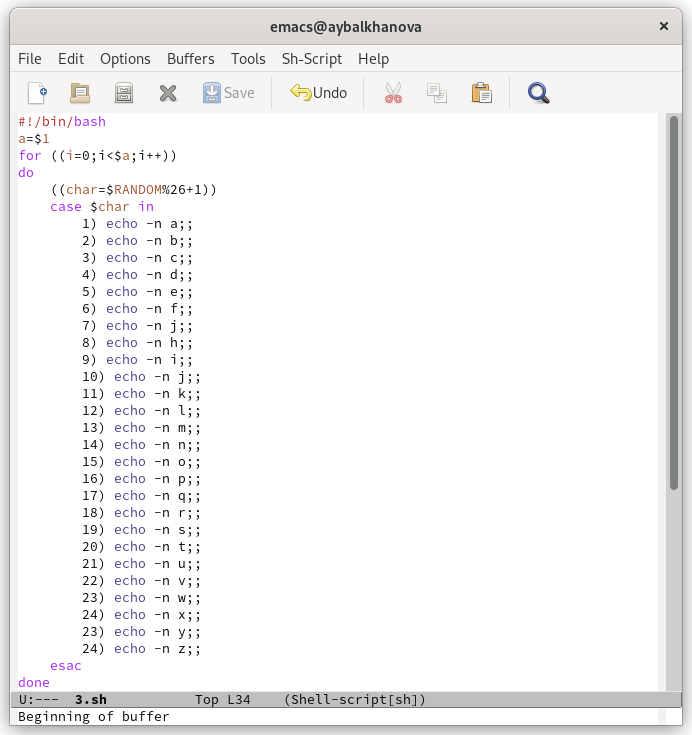 emacs@aybalkhanova ×
File Edit Options Buffers Tools Sh-Script Help
Save Undo
#!/bin/bash
a=$1
for ((i=0;i<$a;i++))
do
    ((char=$RANDOM%26+1))
    case $char in
        1) echo -n a;;
        2) echo -n b;;
        3) echo -n c;;
        4) echo -n d;;
        5) echo -n e;;
        6) echo -n f;;
        7) echo -n j;;
        8) echo -n h;;
        9) echo -n i;;
        10) echo -n j;;
        11) echo -n k;;
        12) echo -n l;;
        13) echo -n m;;
        14) echo -n n;;
        15) echo -n o;;
        16) echo -n p;;
        17) echo -n q;;
        18) echo -n r;;
        19) echo -n s;;
        20) echo -n t;;
        21) echo -n u;;
        22) echo -n v;;
        23) echo -n w;;
        24) echo -n x;;
        23) echo -n y;;
        24) echo -n z;;
    esac
done
U:--- 3.sh Top L34 (Shell-script[sh])
Beginning of buffer